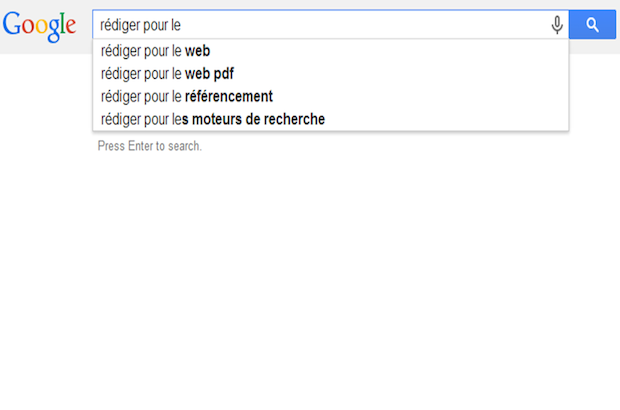 Google rédiger pour le
rédiger pour le web
rédiger pour le web pdf
rédiger pour le référencement
rédiger pour les moteurs de recherche
Press Enter to search.